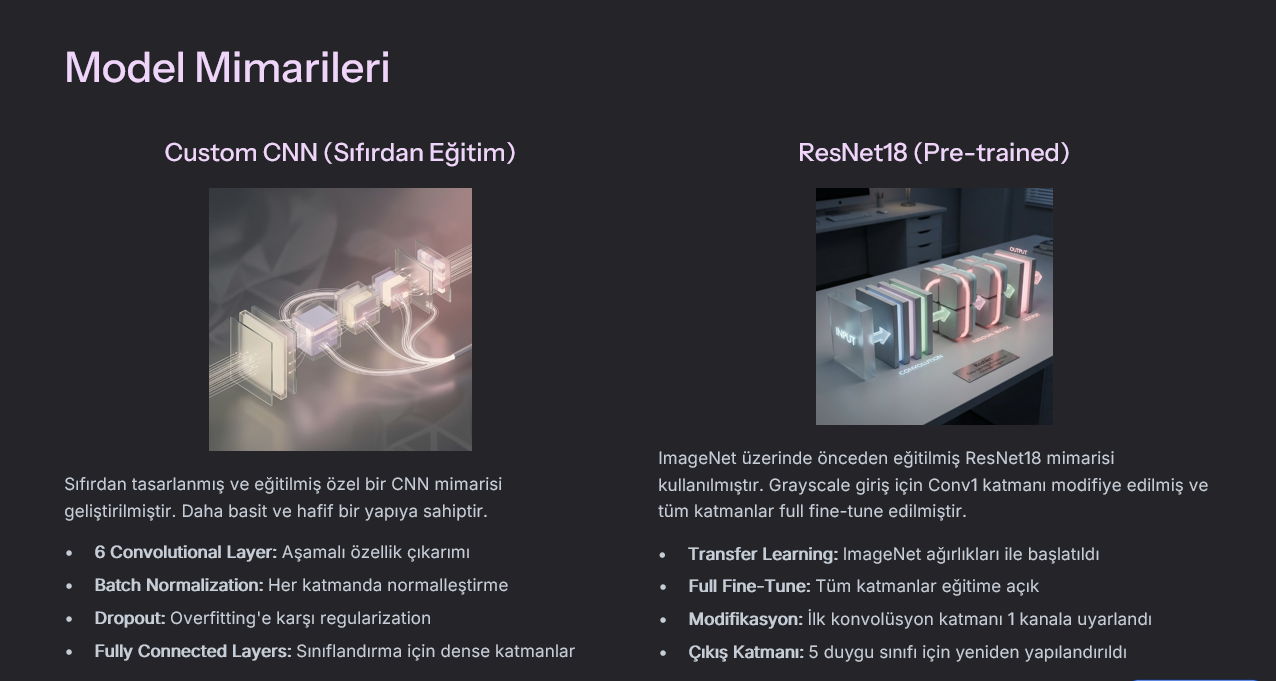 Model Mimarileri
Custom CNN (Sıfırdan Eğitim)
Sıfırdan tasarlanmış ve eğitilmiş özel bir CNN mimarisi
geliştirilmiştir. Daha basit ve hafif bir yapıya sahiptir.
• 6 Convolutional Layer: Aşamalı özellik çıkarımı
• Batch Normalization: Her katmanda normalleştirme
• Dropout: Overfitting'e karşı regularization
• Fully Connected Layers: Sınıflandırma için dense katmanlar
ResNet18 (Pre-trained)
INPUT
CONVOLUTION
OUTPUT
ImageNet üzerinde önceden eğitilmiş ResNet18 mimarisi
kullanılmıştır. Grayscale giriş için Conv1 katmanı modifiye edilmiş ve
tüm katmanlar full fine-tune edilmiştir.
• Transfer Learning: ImageNet ağırlıkları ile başlatıldı
• Full Fine-Tune: Tüm katmanlar eğitime açık
• Modifikasyon: İlk konvolüsyon katmanı 1 kanala uyarlandı
• Çıkış Katmanı: 5 duygu sınıfı için yeniden yapılandırıldı